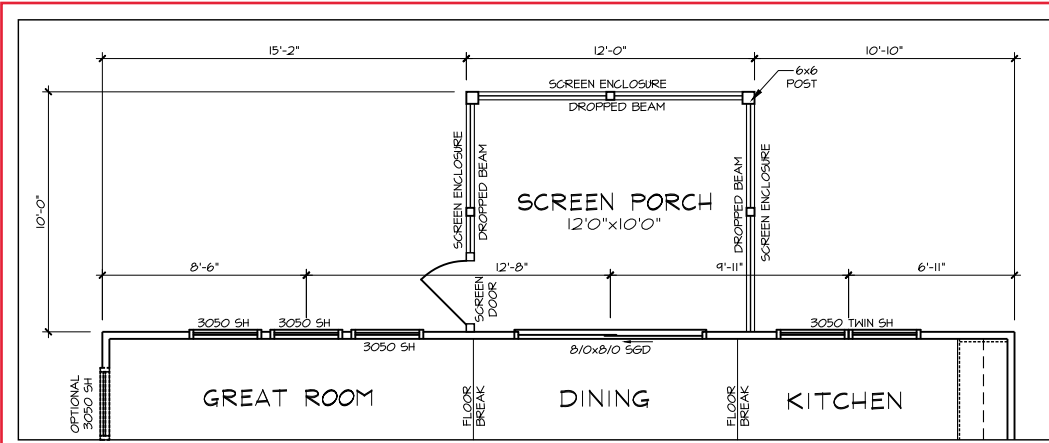 15'-2"
12'-0"
10'-10"
6x6
POST
SCREEN ENCLOSURE
DROPPED BEAM
10'-0"
SCREEN ENCLOSURE
DROPPED BEAM
SCREEN PORCH
12'0"x10'0"
DROPPED BEAM
SCREEN ENCLOSURE
8'-6"
12'-8"
9'-11"
6'-11"
SCREEN
DOOR
3050 SH
3050 SH
3050 SH
8/0x8/0 SGD
3050 TWIN SH
OPTIONAL
3050 SH
GREAT ROOM
FLOOR
BREAK
DINING
FLOOR
BREAK
KITCHEN